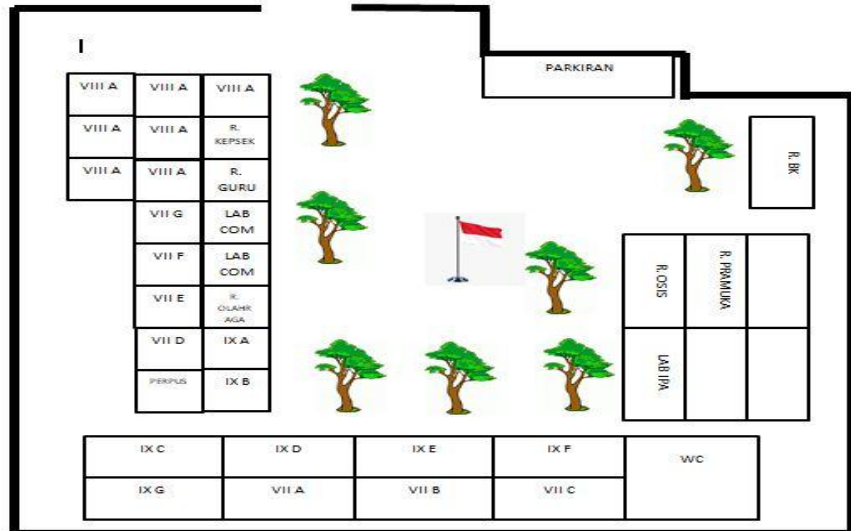 I
PARKIRAN
VIII A
VIII A
VIII A
VIII A
VIII A
R.
KEPSEK
R. BK
VIII A
VIII A
R.
GURU
VII G
LAB
COM
VII F
LAB
COM
R. OSIS
R. PRAMUKA
VII E
R.
OLAHR
AGA
VII D
IX A
LAB IPA
PERPUS
IX B
IX C
IX D
IX E
IX F
WC
IX G
VII A
VII B
VII C